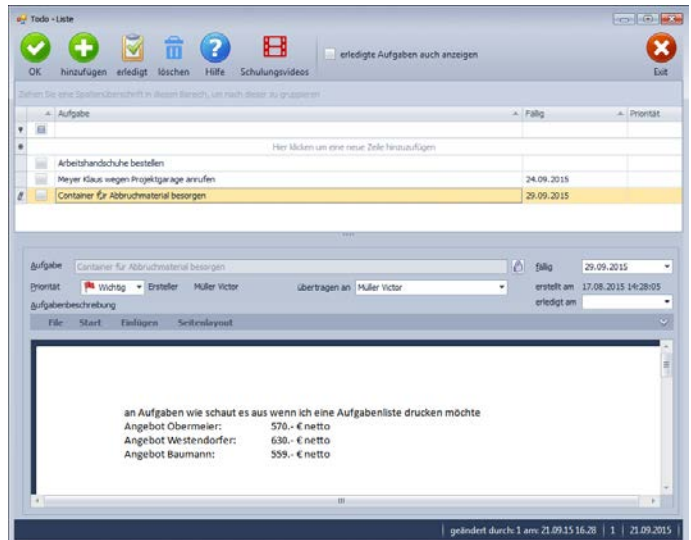 Todo - Liste
OK hinzufügen erledigt löschen Hilfe Schulungsvideos erledigte Aufgaben auch anzeigen Exit
Ziehen Sie eine Spaltenüberschrift in diesen Bereich, um nach dieser zu gruppieren
Aufgabe Fällig Priorität
Hier klicken um eine neue Zeile hinzuzufügen
Arbeitshandschuhe bestellen
Meyer Klaus wegen Projektgarage anrufen 24.09.2015
Container für Abbruchmaterial besorgen 29.09.2015
Aufgabe Container für Abbruchmaterial besorgen fällig 29.09.2015
Priorität Wichtig Ersteller Müller Victor übertragen an Müller Victor erstellt am 17.08.2015 14:28:05
Aufgabenbeschreibung erledigt am
File Start Einfügen Seitenlayout
an Aufgaben wie schaut es aus wenn ich eine Aufgabenliste drucken möchte
Angebot Obermeier: 570.- € netto
Angebot Westendorfer: 630.- € netto
Angebot Baumann: 559.- € netto
geändert durch: 1 am: 21.09.15 16.28 | 1 | 21.09.2015